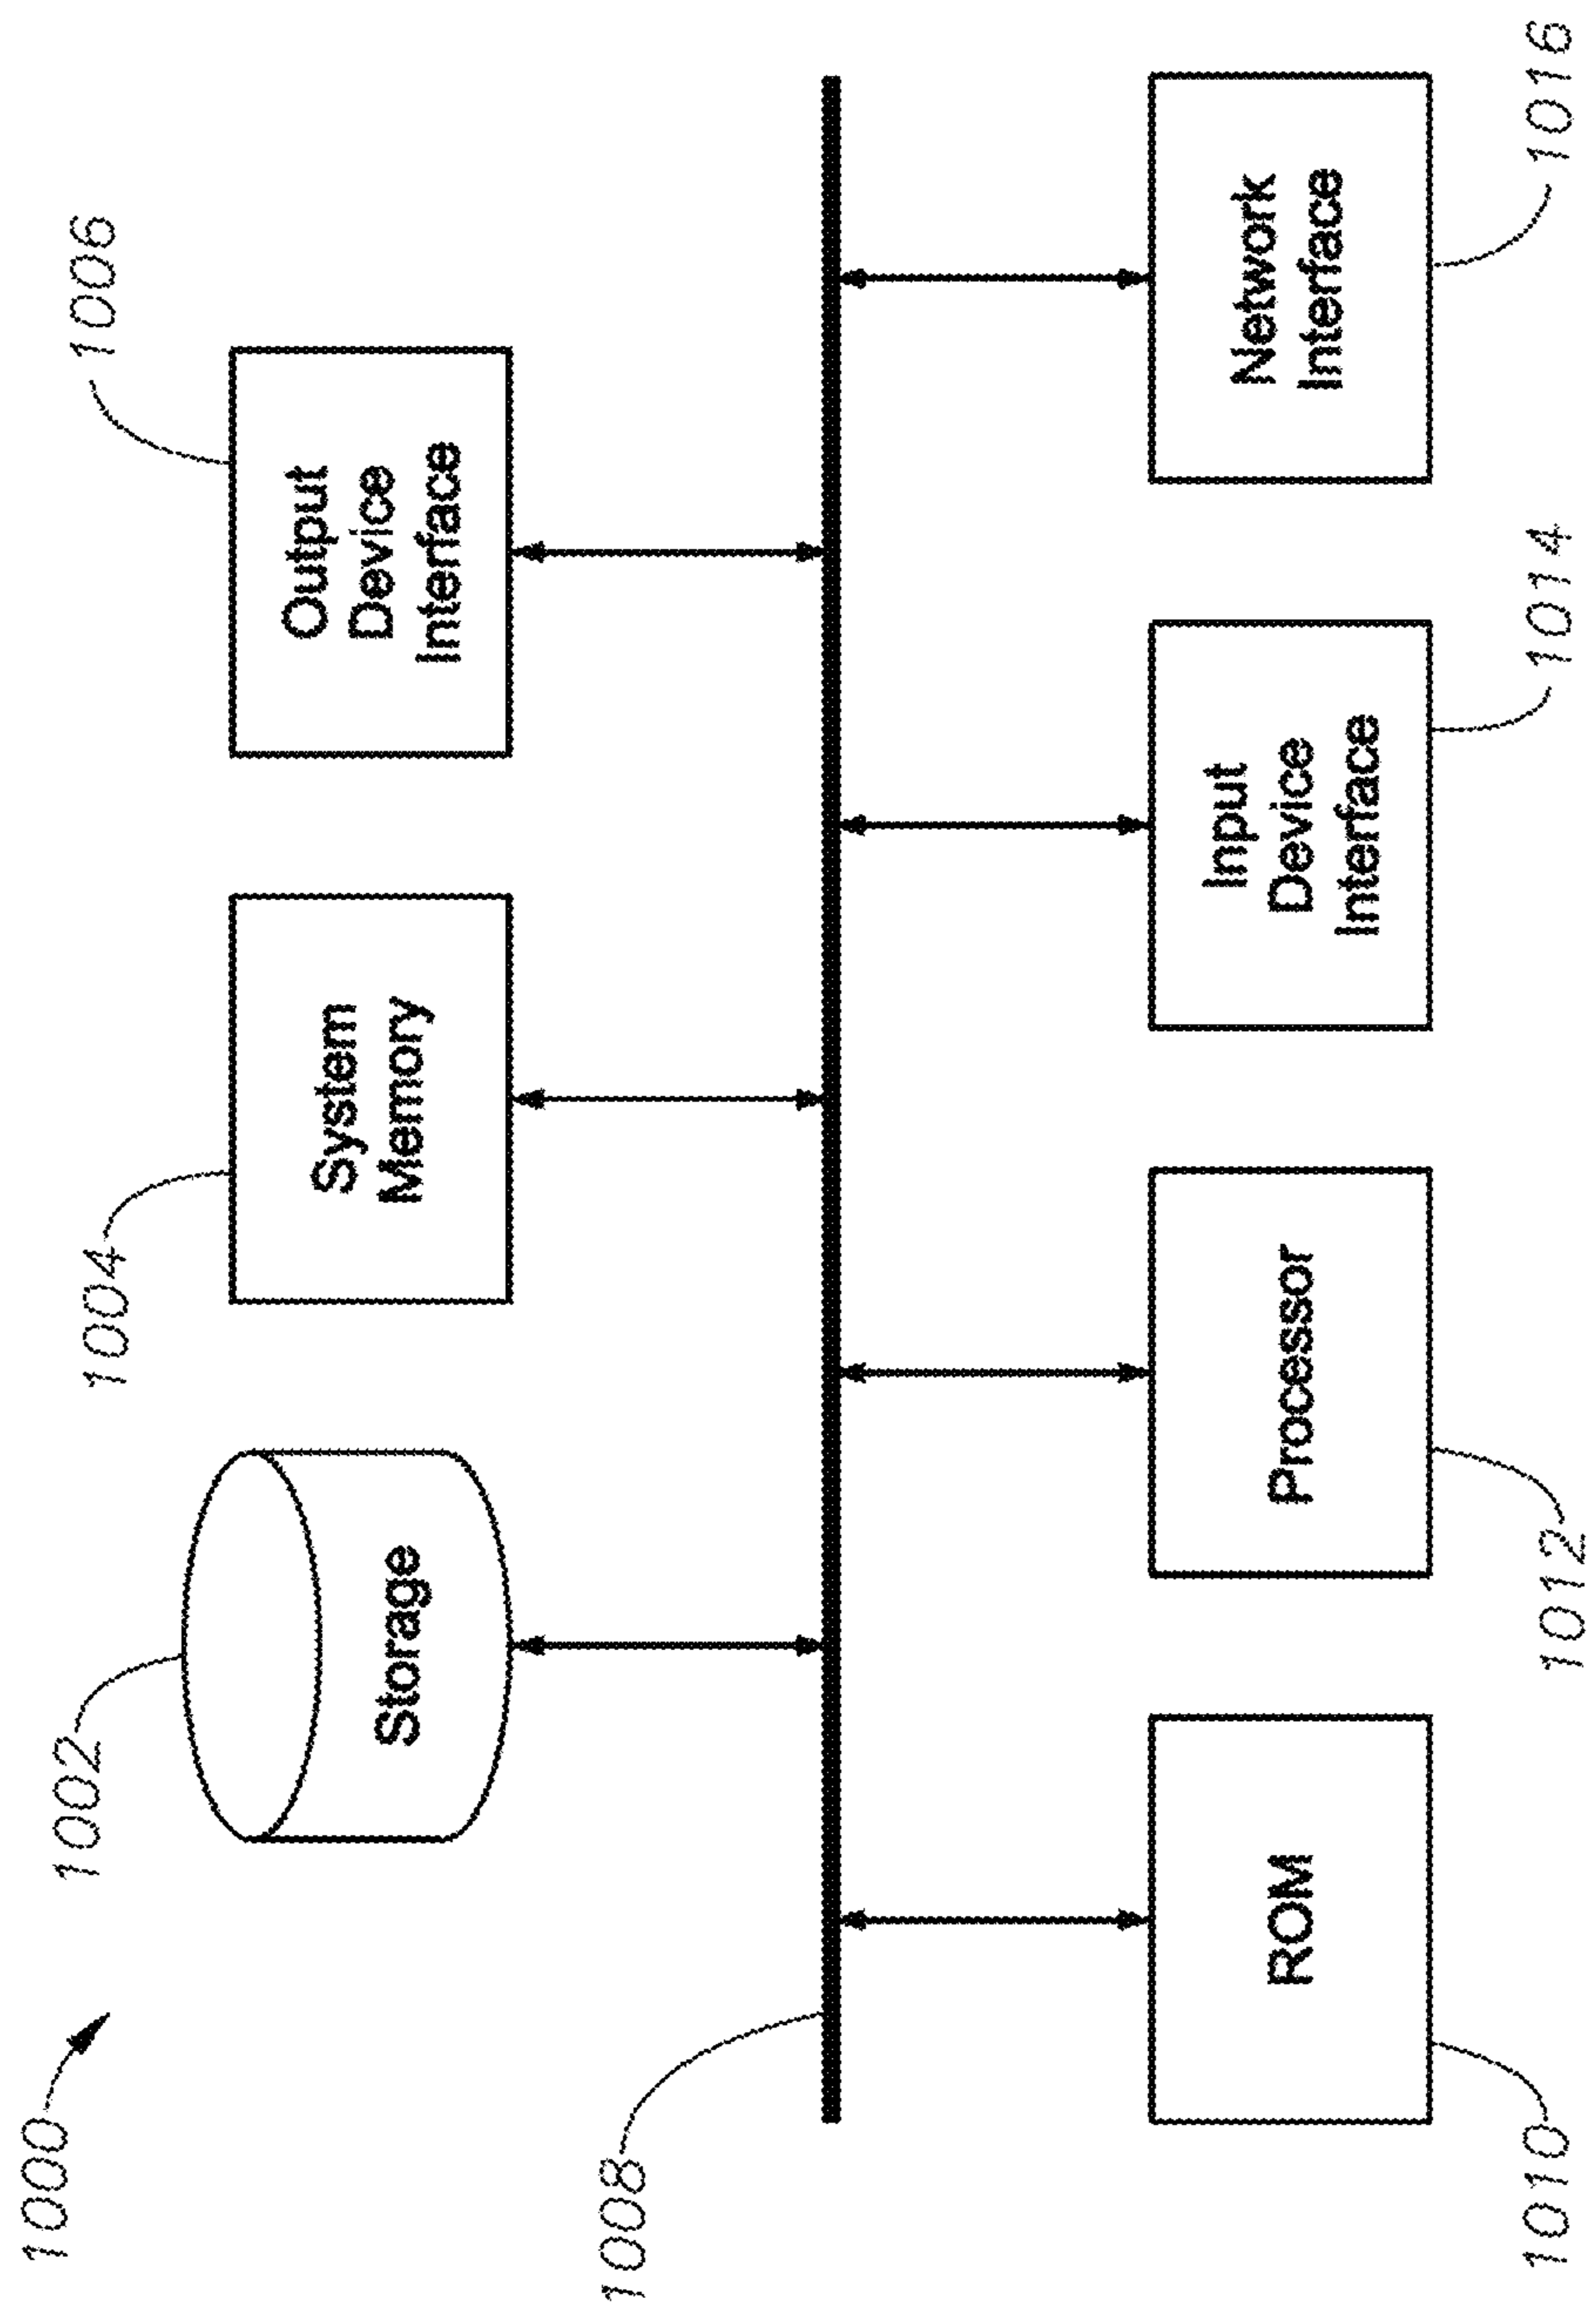 1000
1002
1004
1006
Storage
System
Memory
Output
Device
Interface
1008
ROM
Processor
Input
Device
Interface
Network
Interface
1010
1012
1014
1016